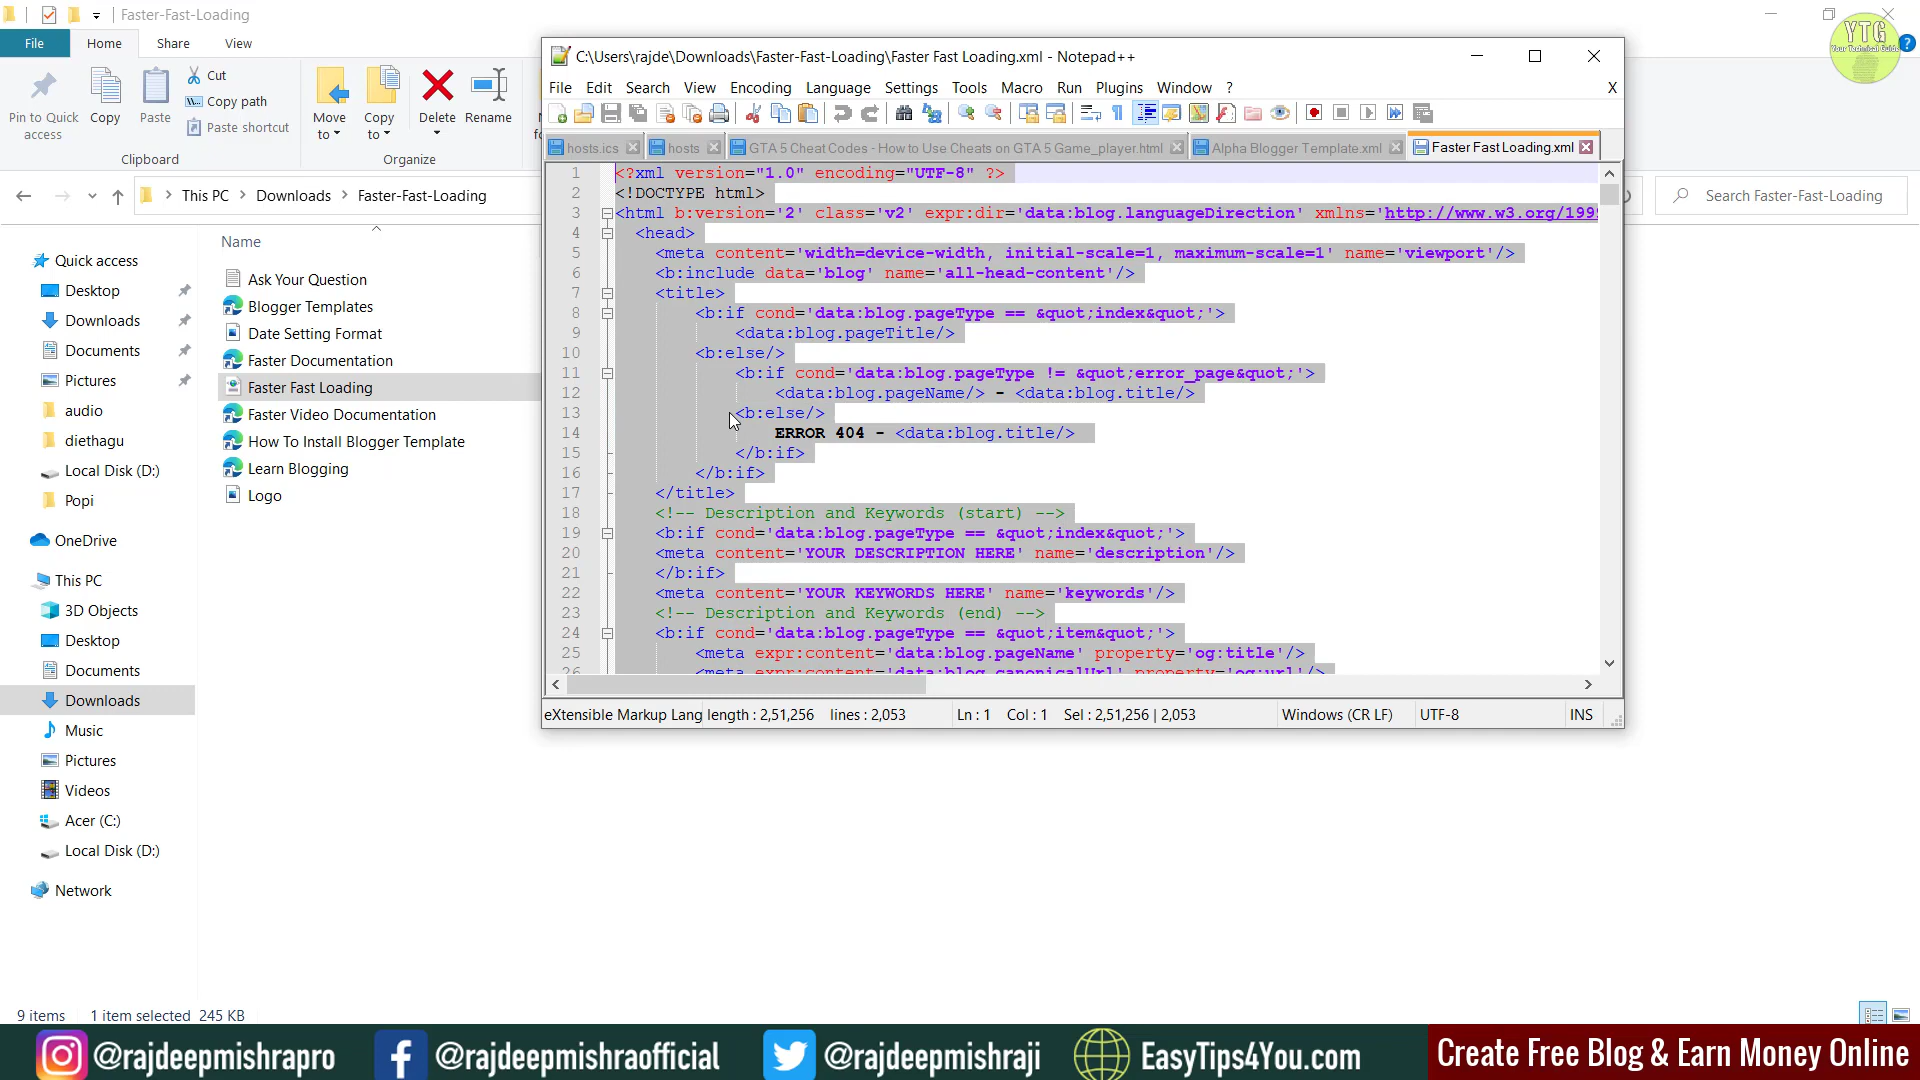 Faster-Fast-Loading
File Home Share View
YTG
Your Technical Guide
Pin to Quick access
Copy
Paste
Cut
Copy path
Paste shortcut
Move to
Copy to
Delete
Rename
Clipboard
Organize
This PC > Downloads > Faster-Fast-Loading
Search Faster-Fast-Loading
Quick access
Desktop
Downloads
Documents
Pictures
audio
diethagu
Local Disk (D:)
Popi
OneDrive
This PC
3D Objects
Desktop
Documents
Downloads
Music
Pictures
Videos
Acer (C:)
Local Disk (D:)
Network
Name
Ask Your Question
Blogger Templates
Date Setting Format
Faster Documentation
Faster Fast Loading
Faster Video Documentation
How To Install Blogger Template
Learn Blogging
Logo
C:\Users\rajde\Downloads\Faster-Fast-Loading\Faster Fast Loading.xml - Notepad++
File Edit Search View Encoding Language Settings Tools Macro Run Plugins Window ? X
hosts.ics hosts GTA 5 Cheat Codes - How to Use Cheats on GTA 5 Game_player.html Alpha Blogger Template.xml Faster Fast Loading.xml
1 <?xml version="1.0" encoding="UTF-8" ?>
2 <!DOCTYPE html>
3 <html b:version='2' class='v2' expr:dir='data:blog.languageDirection' xmlns='http://www.w3.org/199
4 <head>
5 <meta content='width=device-width, initial-scale=1, maximum-scale=1' name='viewport'/>
6 <b:include data='blog' name='all-head-content'/>
7 <title>
8 <b:if cond='data:blog.pageType == &quot;index&quot;'>
9 <data:blog.pageTitle/>
10 <b:else/>
11 <b:if cond='data:blog.pageType != &quot;error_page&quot;'>
12 <data:blog.pageName/> - <data:blog.title/>
13 <b:else/>
14 ERROR 404 - <data:blog.title/>
15 </b:if>
16 </b:if>
17 </title>
18 <!-- Description and Keywords (start) -->
19 <b:if cond='data:blog.pageType == &quot;index&quot;'>
20 <meta content='YOUR DESCRIPTION HERE' name='description'/>
21 </b:if>
22 <meta content='YOUR KEYWORDS HERE' name='keywords'/>
23 <!-- Description and Keywords (end) -->
24 <b:if cond='data:blog.pageType == &quot;item&quot;'>
25 <meta expr:content='data:blog.pageName' property='og:title'/>
26 <meta expr:content='data:blog.canonicalUrl' property='og:url'/>
eXtensible Markup Lang length : 2,51,256 lines : 2,053 Ln : 1 Col : 1 Sel : 2,51,256 | 2,053 Windows (CR LF) UTF-8 INS
9 items 1 item selected 245 KB
@rajdeepmishrapro @rajdeepmishraofficial @rajdeepmishraji EasyTips4You.com Create Free Blog & Earn Money Online